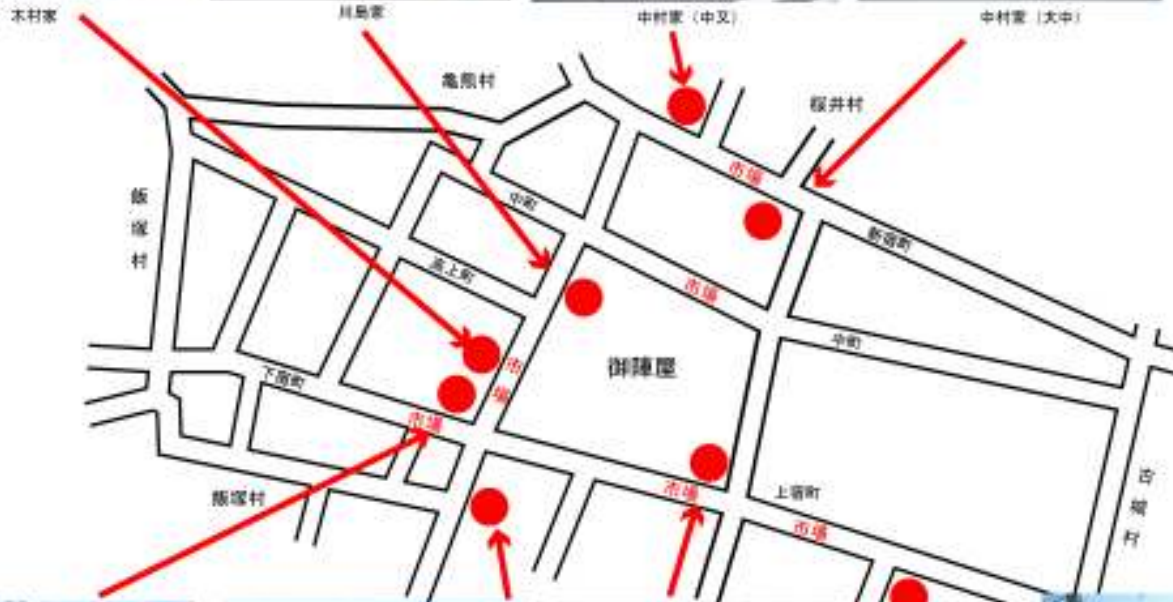 木村家
川島家
中村家（中又）
中村家（大中）
亀熊村
桜井村
飯塚村
市場
中町
新宿町
高上町
市場
中町
御陣屋
市場
下宿町
市場
飯塚村
市場
上宿町
市場
古城村